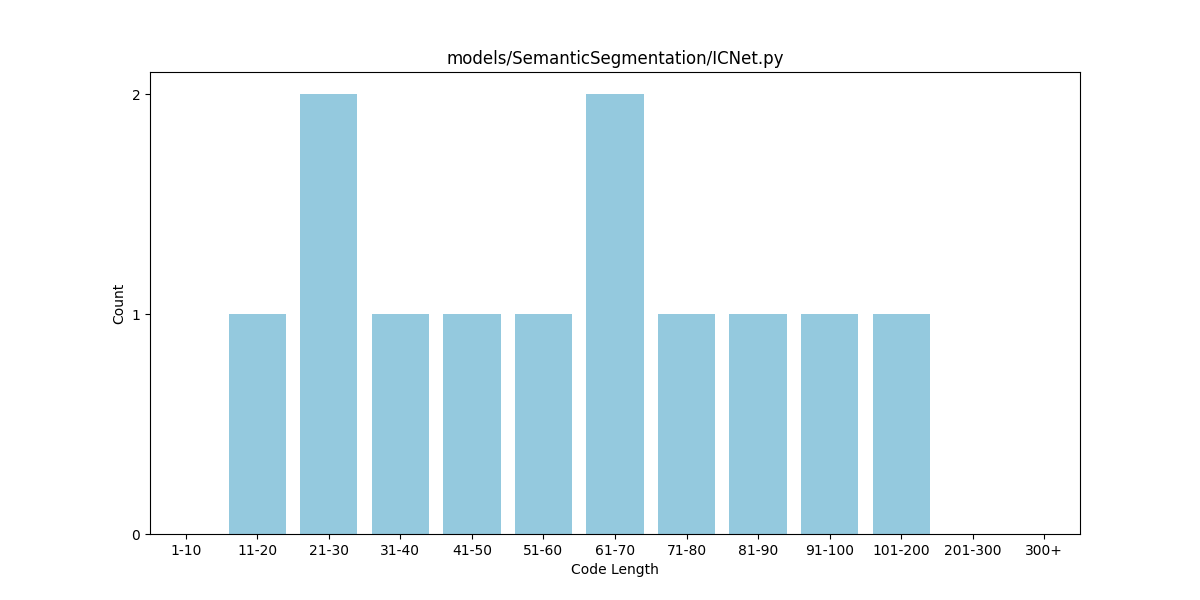 models/SemanticSegmentation/ICNet.py
2
1
0
Count
1-10 11-20 21-30 31-40 41-50 51-60 61-70 71-80 81-90 91-100 101-200 201-300 300+
Code Length